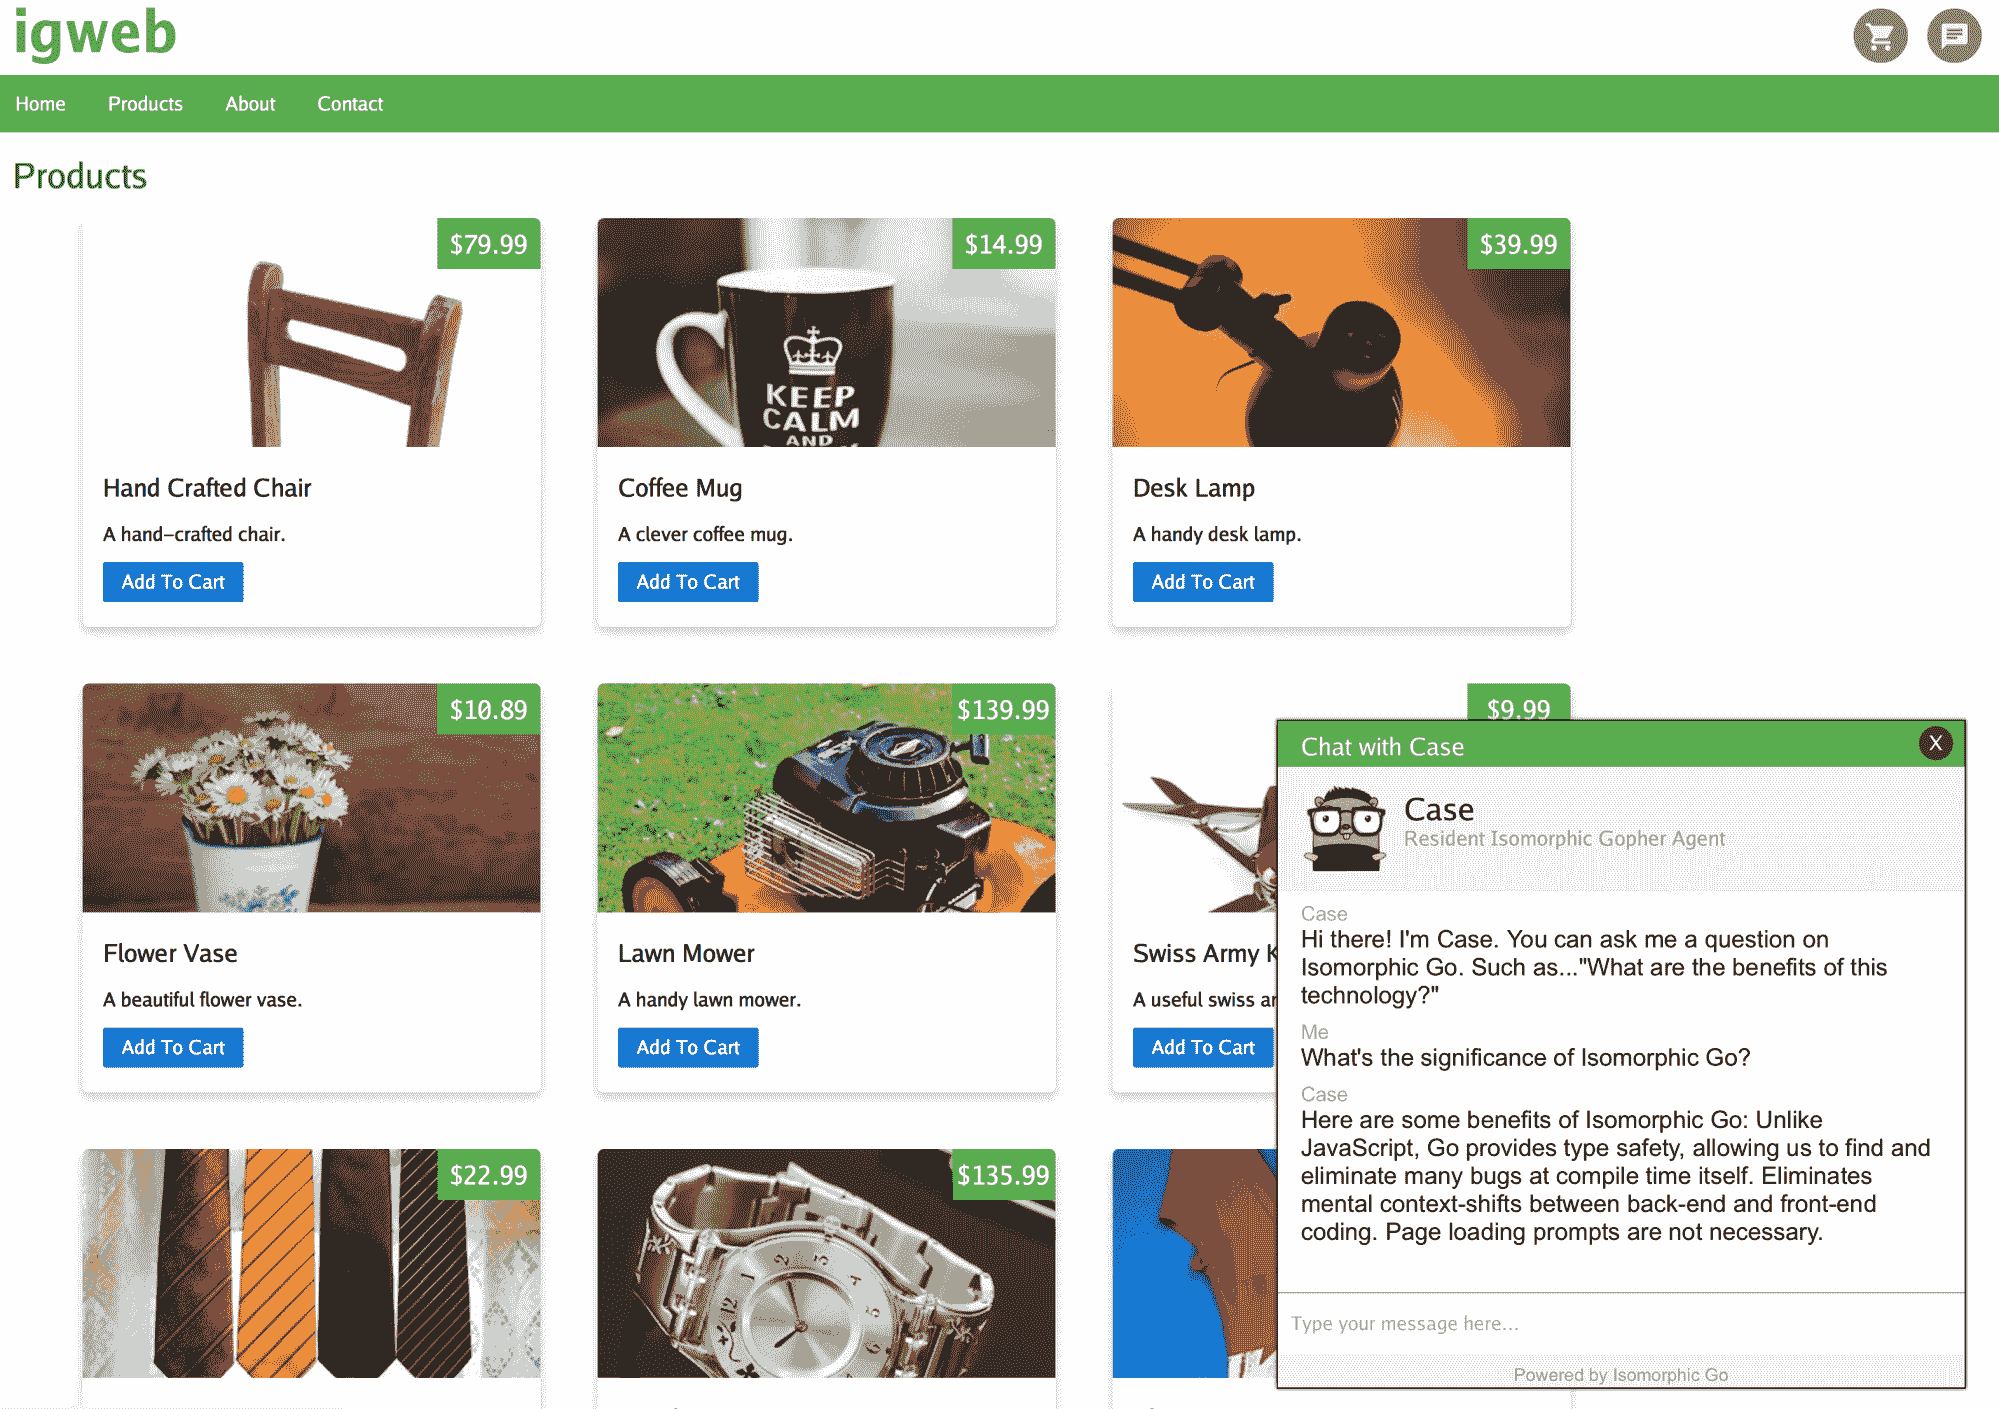 igweb
Home Products About Contact
Products
$79.99
$14.99
$39.99
KEEP
CALM
AND
Hand Crafted Chair
A hand-crafted chair.
Add To Cart
Coffee Mug
A clever coffee mug.
Add To Cart
Desk Lamp
A handy desk lamp.
Add To Cart
$10.89
$139.99
$9.99
Flower Vase
A beautiful flower vase.
Add To Cart
Lawn Mower
A handy lawn mower.
Add To Cart
Swiss Army
A useful swiss
Add To Cart
$22.99
$135.99
12 1 2 3 4 5 6
Chat with Case
X
Case
Resident Isomorphic Gopher Agent
Case
Hi there! I'm Case. You can ask me a question on
Isomorphic Go. Such as..."What are the benefits of this
technology?"
Me
What's the significance of Isomorphic Go?
Case
Here are some benefits of Isomorphic Go: Unlike
JavaScript, Go provides type safety, allowing us to find and
eliminate many bugs at compile time itself. Eliminates
mental context-shifts between back-end and front-end
coding. Page loading prompts are not necessary.
Type your message here...
Powered by Isomorphic Go